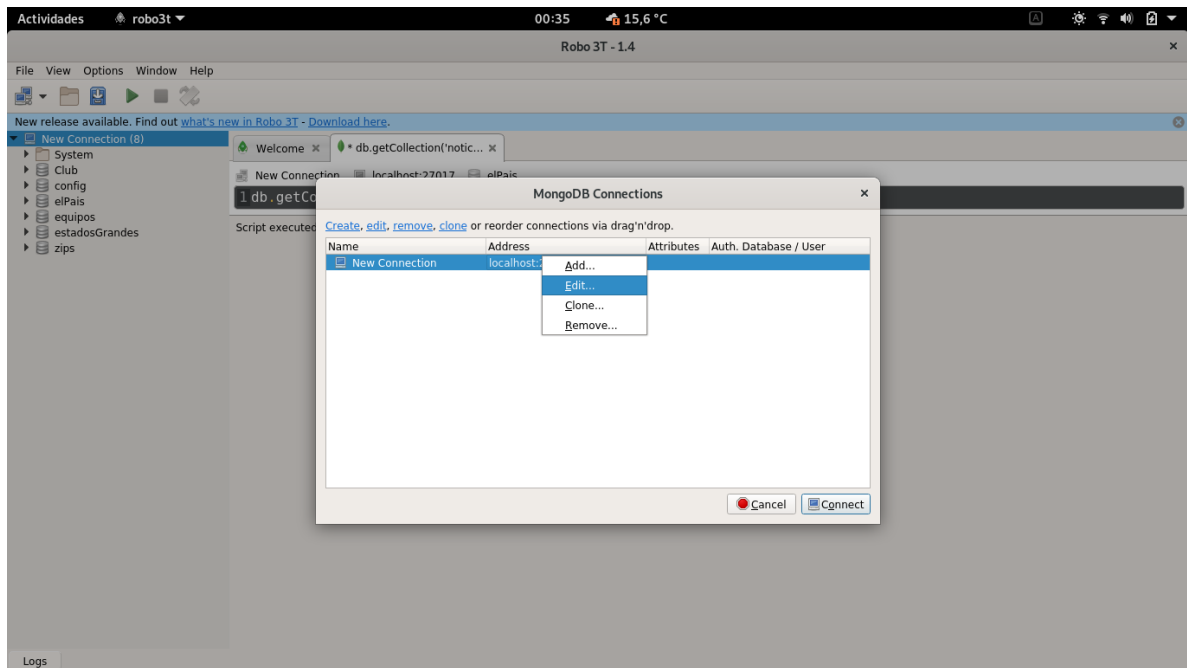 Actividades robo3t 00:35 15,6 °C A
Robo 3T - 1.4
File View Options Window Help
New release available. Find out what's new in Robo 3T - Download here.
New Connection (8)
System
Club
config
elPais
equipos
estadosGrandes
zips
Welcome * db.getCollection('notic...
New Connection localhost:27017 elPais
1 db.getCo
Script executed
MongoDB Connections
Create, edit, remove, clone or reorder connections via drag'n'drop.
Name Address Attributes Auth. Database / User
New Connection localhost:2
Add...
Edit...
Clone...
Remove...
Cancel Connect
Logs